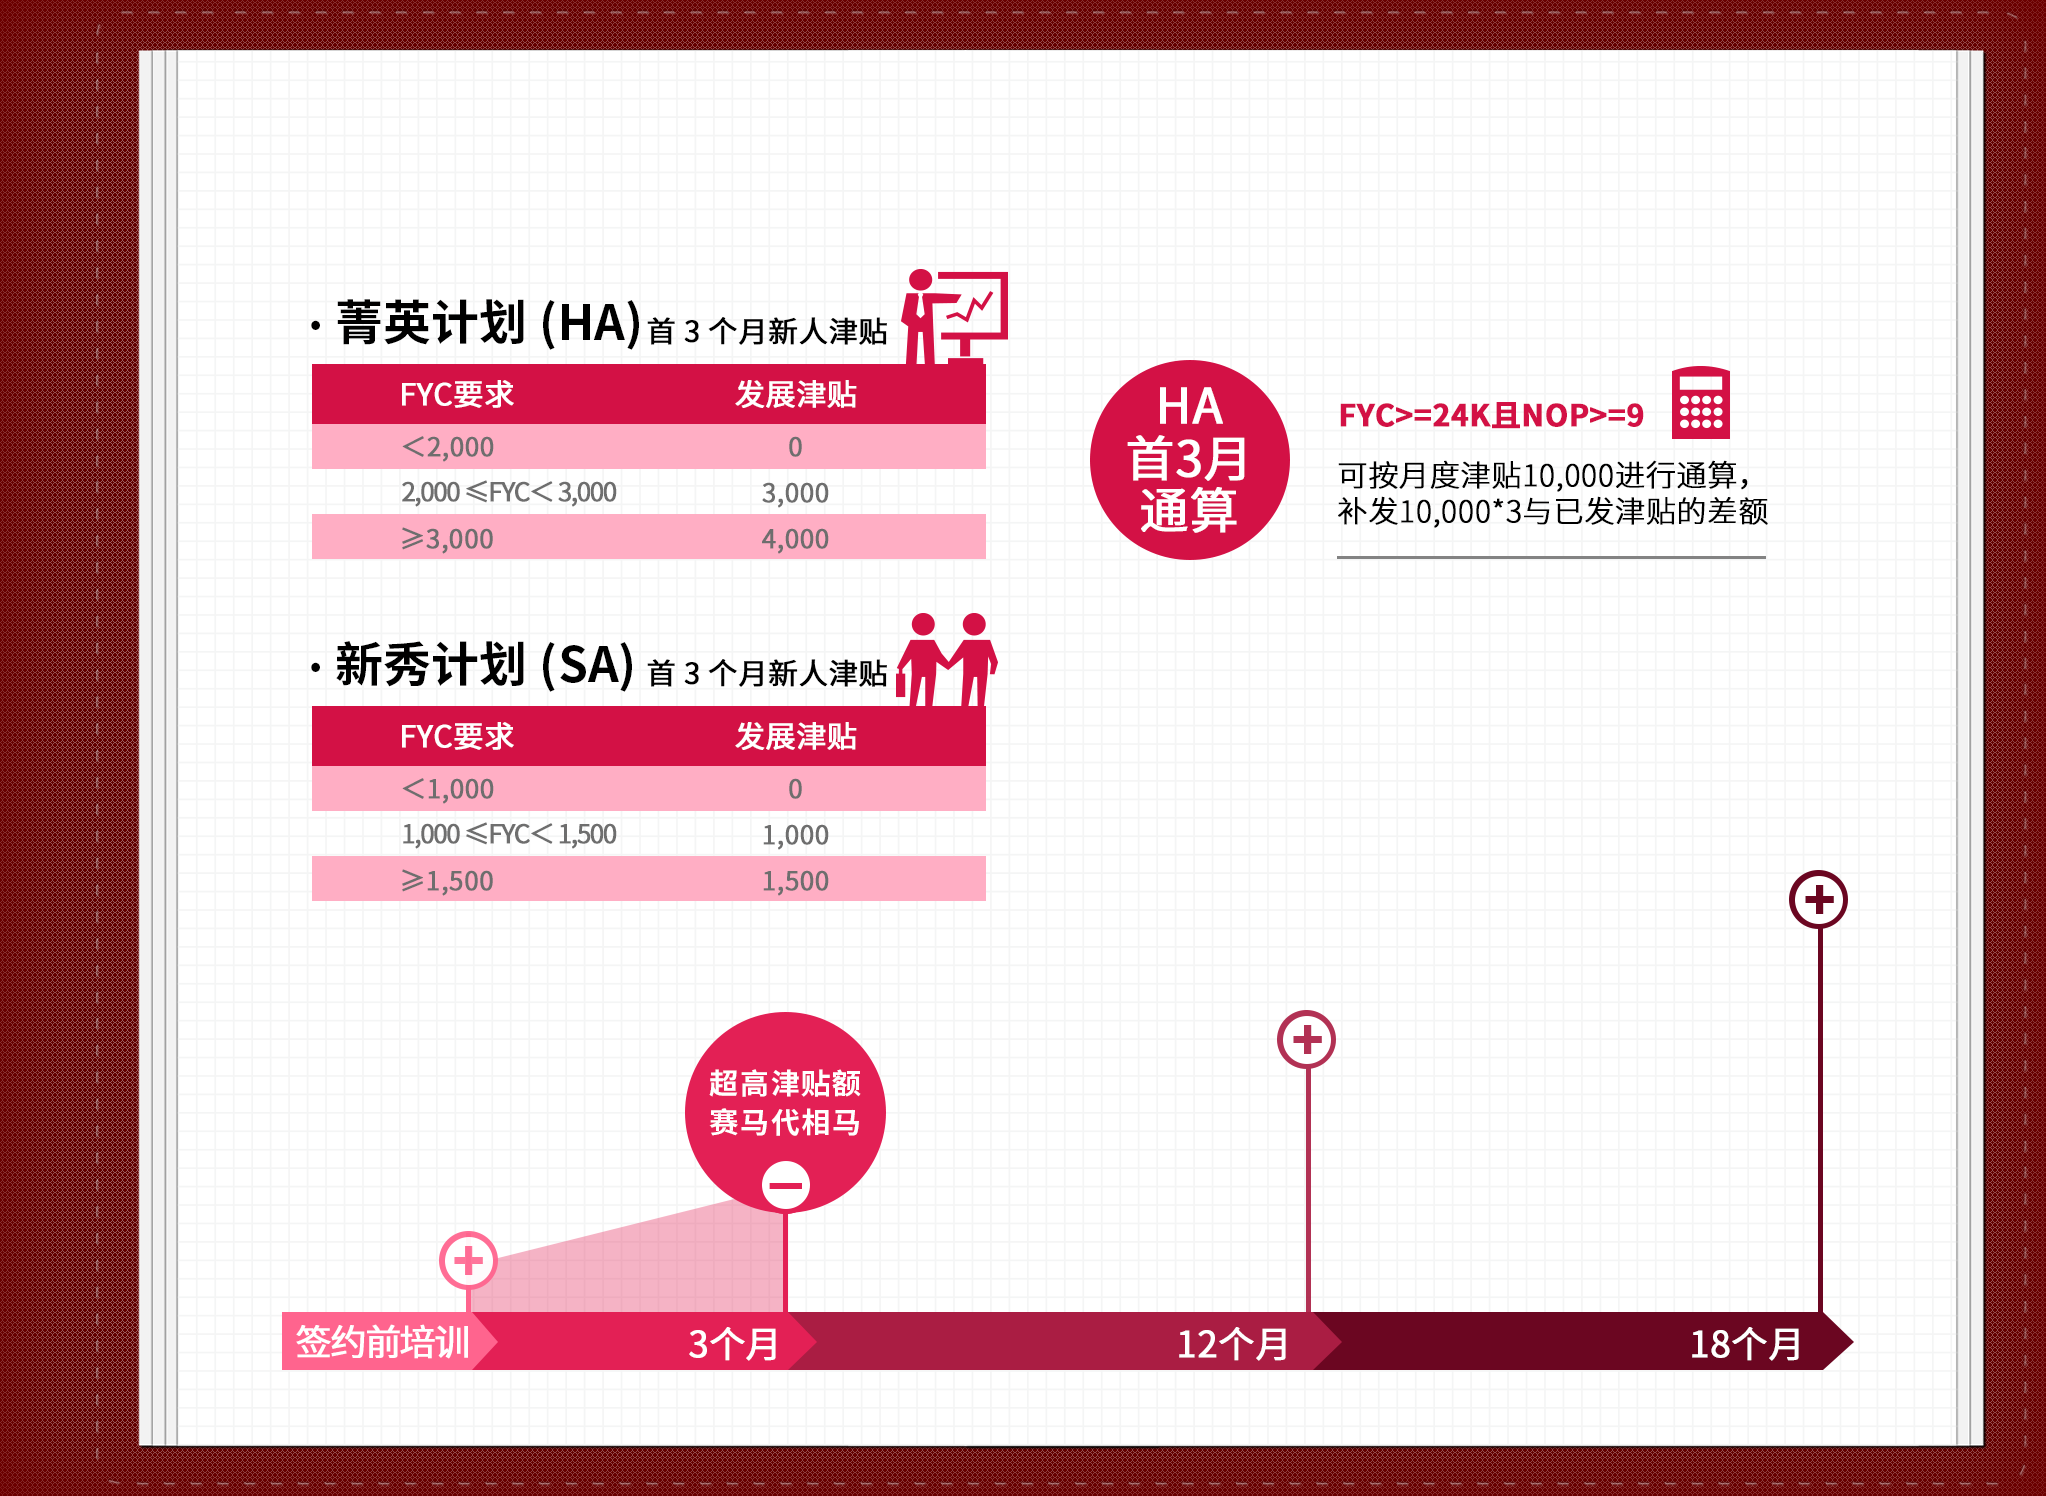 · 菁英计划 (HA) 首 3 个月新人津贴
FYC要求 发展津贴
＜2,000 0
2,000 ≤FYC＜ 3,000 3,000
≥3,000 4,000
HA
首3月
通算
FYC>=24K且NOP>=9
可按月度津贴10,000进行通算，
补发10,000*3与已发津贴的差额
· 新秀计划 (SA) 首 3 个月新人津贴
FYC要求 发展津贴
＜1,000 0
1,000 ≤FYC＜ 1,500 1,000
≥1,500 1,500
超高津贴额
赛马代相马
签约前培训 3个月 12个月 18个月